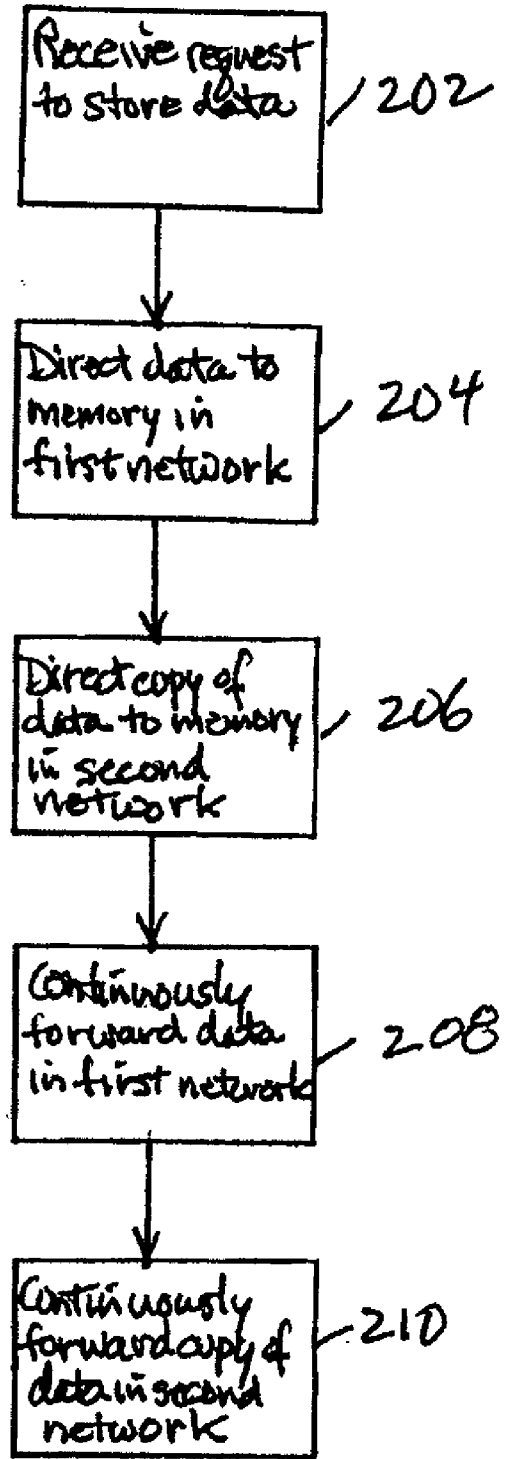 Receive request
to store data
202
Direct data to
memory in
first network
204
Direct copy of
data to memory
in second
network
206
Continuously
forward data
in first network
208
Continuously
forward copy of
data in second
network
210